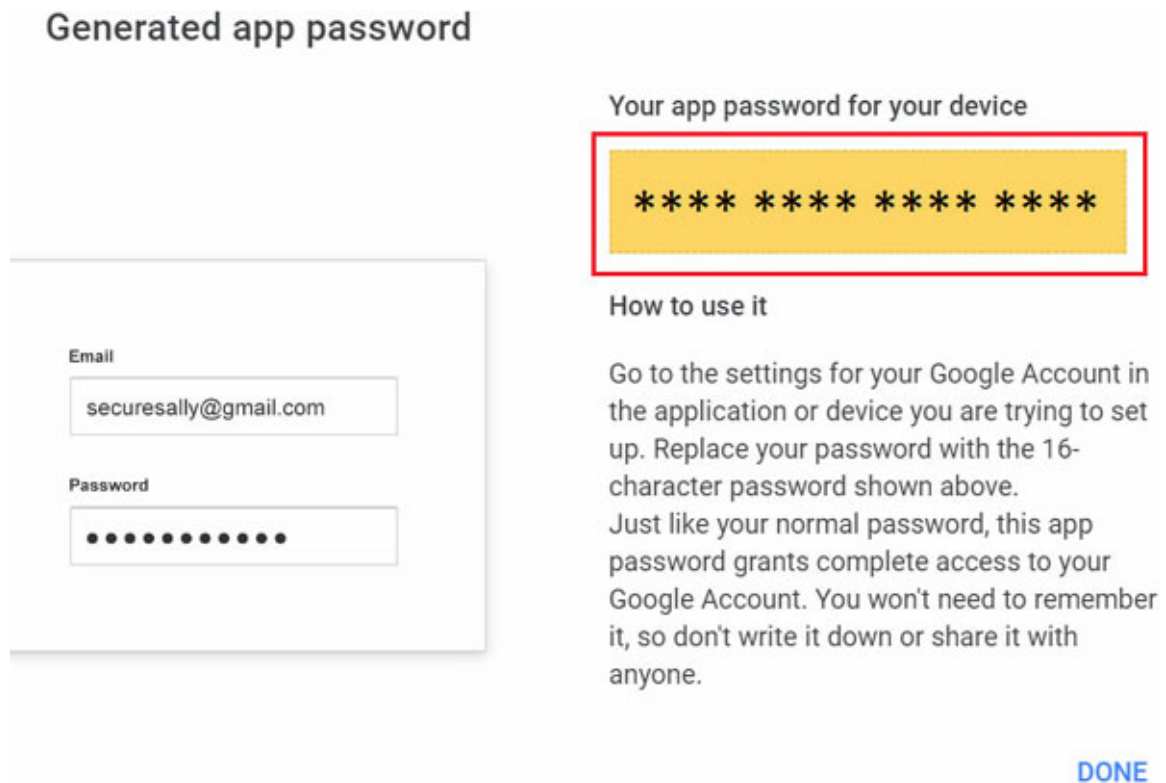 Generated app password
Your app password for your device
**** **** **** ****
Email
securesally@gmail.com
Password
●●●●●●●●●●●
How to use it
Go to the settings for your Google Account in
the application or device you are trying to set
up. Replace your password with the 16-
character password shown above.
Just like your normal password, this app
password grants complete access to your
Google Account. You won't need to remember
it, so don't write it down or share it with
anyone.
DONE